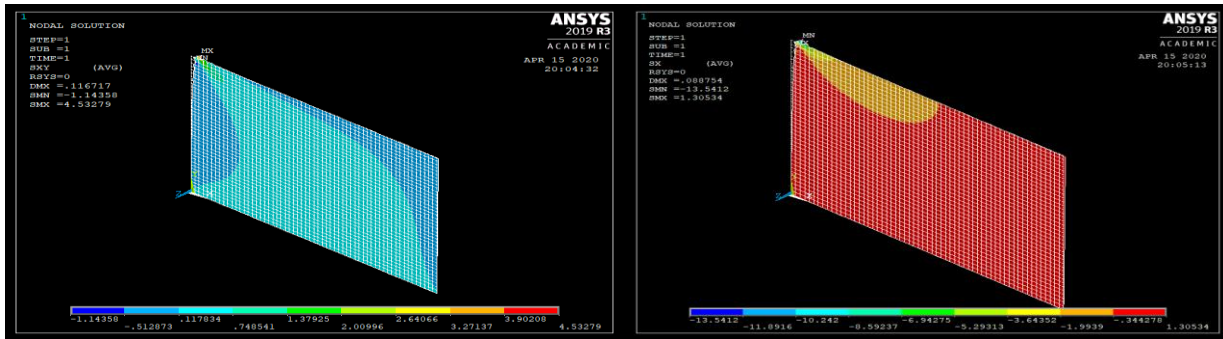 1
NODAL SOLUTION
STEP=1
SUB =1
TIME=1
SXY (AVG)
RSYS=0
DMX =.116717
SMN =-1.14358
SMX =4.53279
ANSYS
2019 R3
ACADEMIC
APR 15 2020
20:04:32
MX
Z X
-1.14358 .117834 1.37925 2.64066 3.90208
-.512873 .748541 2.00996 3.27137 4.53279
1
NODAL SOLUTION
STEP=1
SUB =1
TIME=1
SX (AVG)
RSYS=0
DMX =.088754
SMN =-13.5412
SMX =1.30534
ANSYS
2019 R3
ACADEMIC
APR 15 2020
20:05:13
MN
Z X
-13.5412 -10.242 -6.94275 -3.64352 -.344278
-11.8916 -8.59237 -5.29313 -1.9939 1.30534